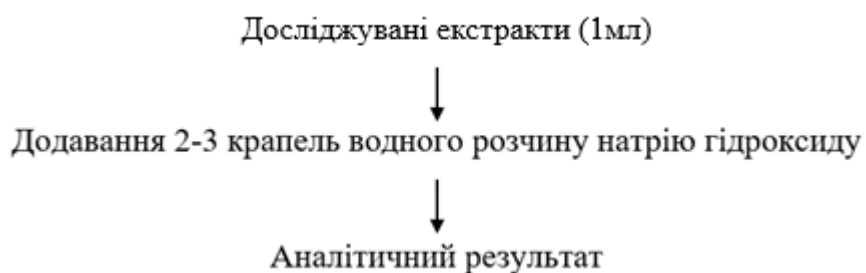 Досліджувані екстракти (1мл)
Додавання 2-3 крапель водного розчину натрію гідроксиду
Аналітичний результат